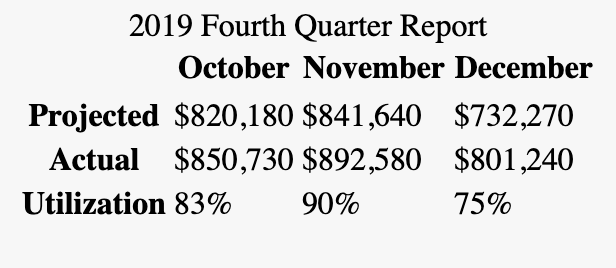 2019 Fourth Quarter Report
October November December
Projected $820,180 $841,640 $732,270
Actual $850,730 $892,580 $801,240
Utilization 83% 90% 75%